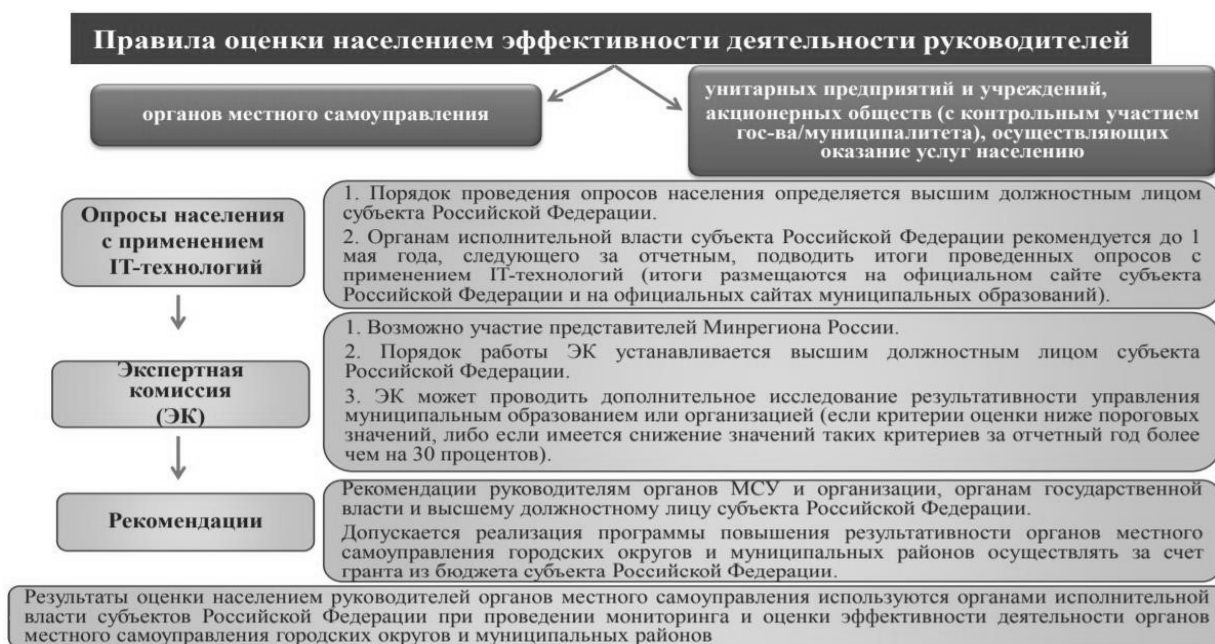 Правила оценки населением эффективности деятельности руководителей
органов местного самоуправления
унитарных предприятий и учреждений,
акционерных обществ (с контрольным участием
гос-ва/муниципалитета), осуществляющих
оказание услуг населению
Опросы населения
с применением
IT-технологий
1. Порядок проведения опросов населения определяется высшим должностным лицом
субъекта Российской Федерации.
2. Органам исполнительной власти субъекта Российской Федерации рекомендуется до 1
мая года, следующего за отчетным, подводить итоги проведенных опросов с
применением IT-технологий (итоги размещаются на официальном сайте субъекта
Российской Федерации и на официальных сайтах муниципальных образований).
Экспертная
комиссия
(ЭК)
1. Возможно участие представителей Минрегиона России.
2. Порядок работы ЭК устанавливается высшим должностным лицом субъекта
Российской Федерации.
3. ЭК может проводить дополнительное исследование результативности управления
муниципальным образованием или организацией (если критерии оценки ниже пороговых
значений, либо если имеется снижение значений таких критериев за отчетный год более
чем на 30 процентов).
Рекомендации
Рекомендации руководителям органов МСУ и организации, органам государственной
власти и высшему должностному лицу субъекта Российской Федерации.
Допускается реализация программы повышения результативности органов местного
самоуправления городских округов и муниципальных районов осуществлять за счет
гранта из бюджета субъекта Российской Федерации.
Результаты оценки населением руководителей органов местного самоуправления используются органами исполнительной
власти субъектов Российской Федерации при проведении мониторинга и оценки эффективности деятельности органов
местного самоуправления городских округов и муниципальных районов